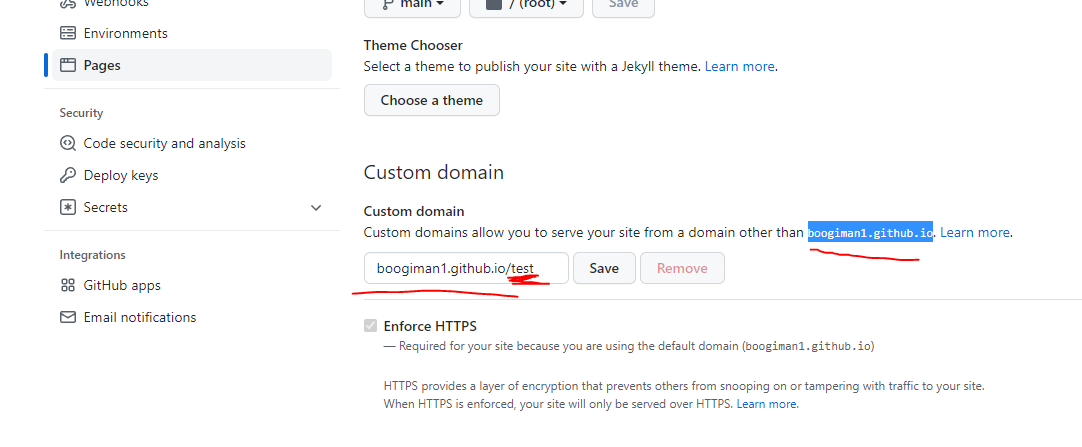 Webhooks
main
/ (root)
Save
Environments
Pages
Theme Chooser
Select a theme to publish your site with a Jekyll theme. Learn more.
Choose a theme
Security
Code security and analysis
Deploy keys
Secrets
Custom domain
Custom domain
Custom domains allow you to serve your site from a domain other than boogiman1.github.io. Learn more.
boogiman1.github.io/test
Save
Remove
Integrations
GitHub apps
Email notifications
Enforce HTTPS
— Required for your site because you are using the default domain (boogiman1.github.io)
HTTPS provides a layer of encryption that prevents others from snooping on or tampering with traffic to your site.
When HTTPS is enforced, your site will only be served over HTTPS. Learn more.